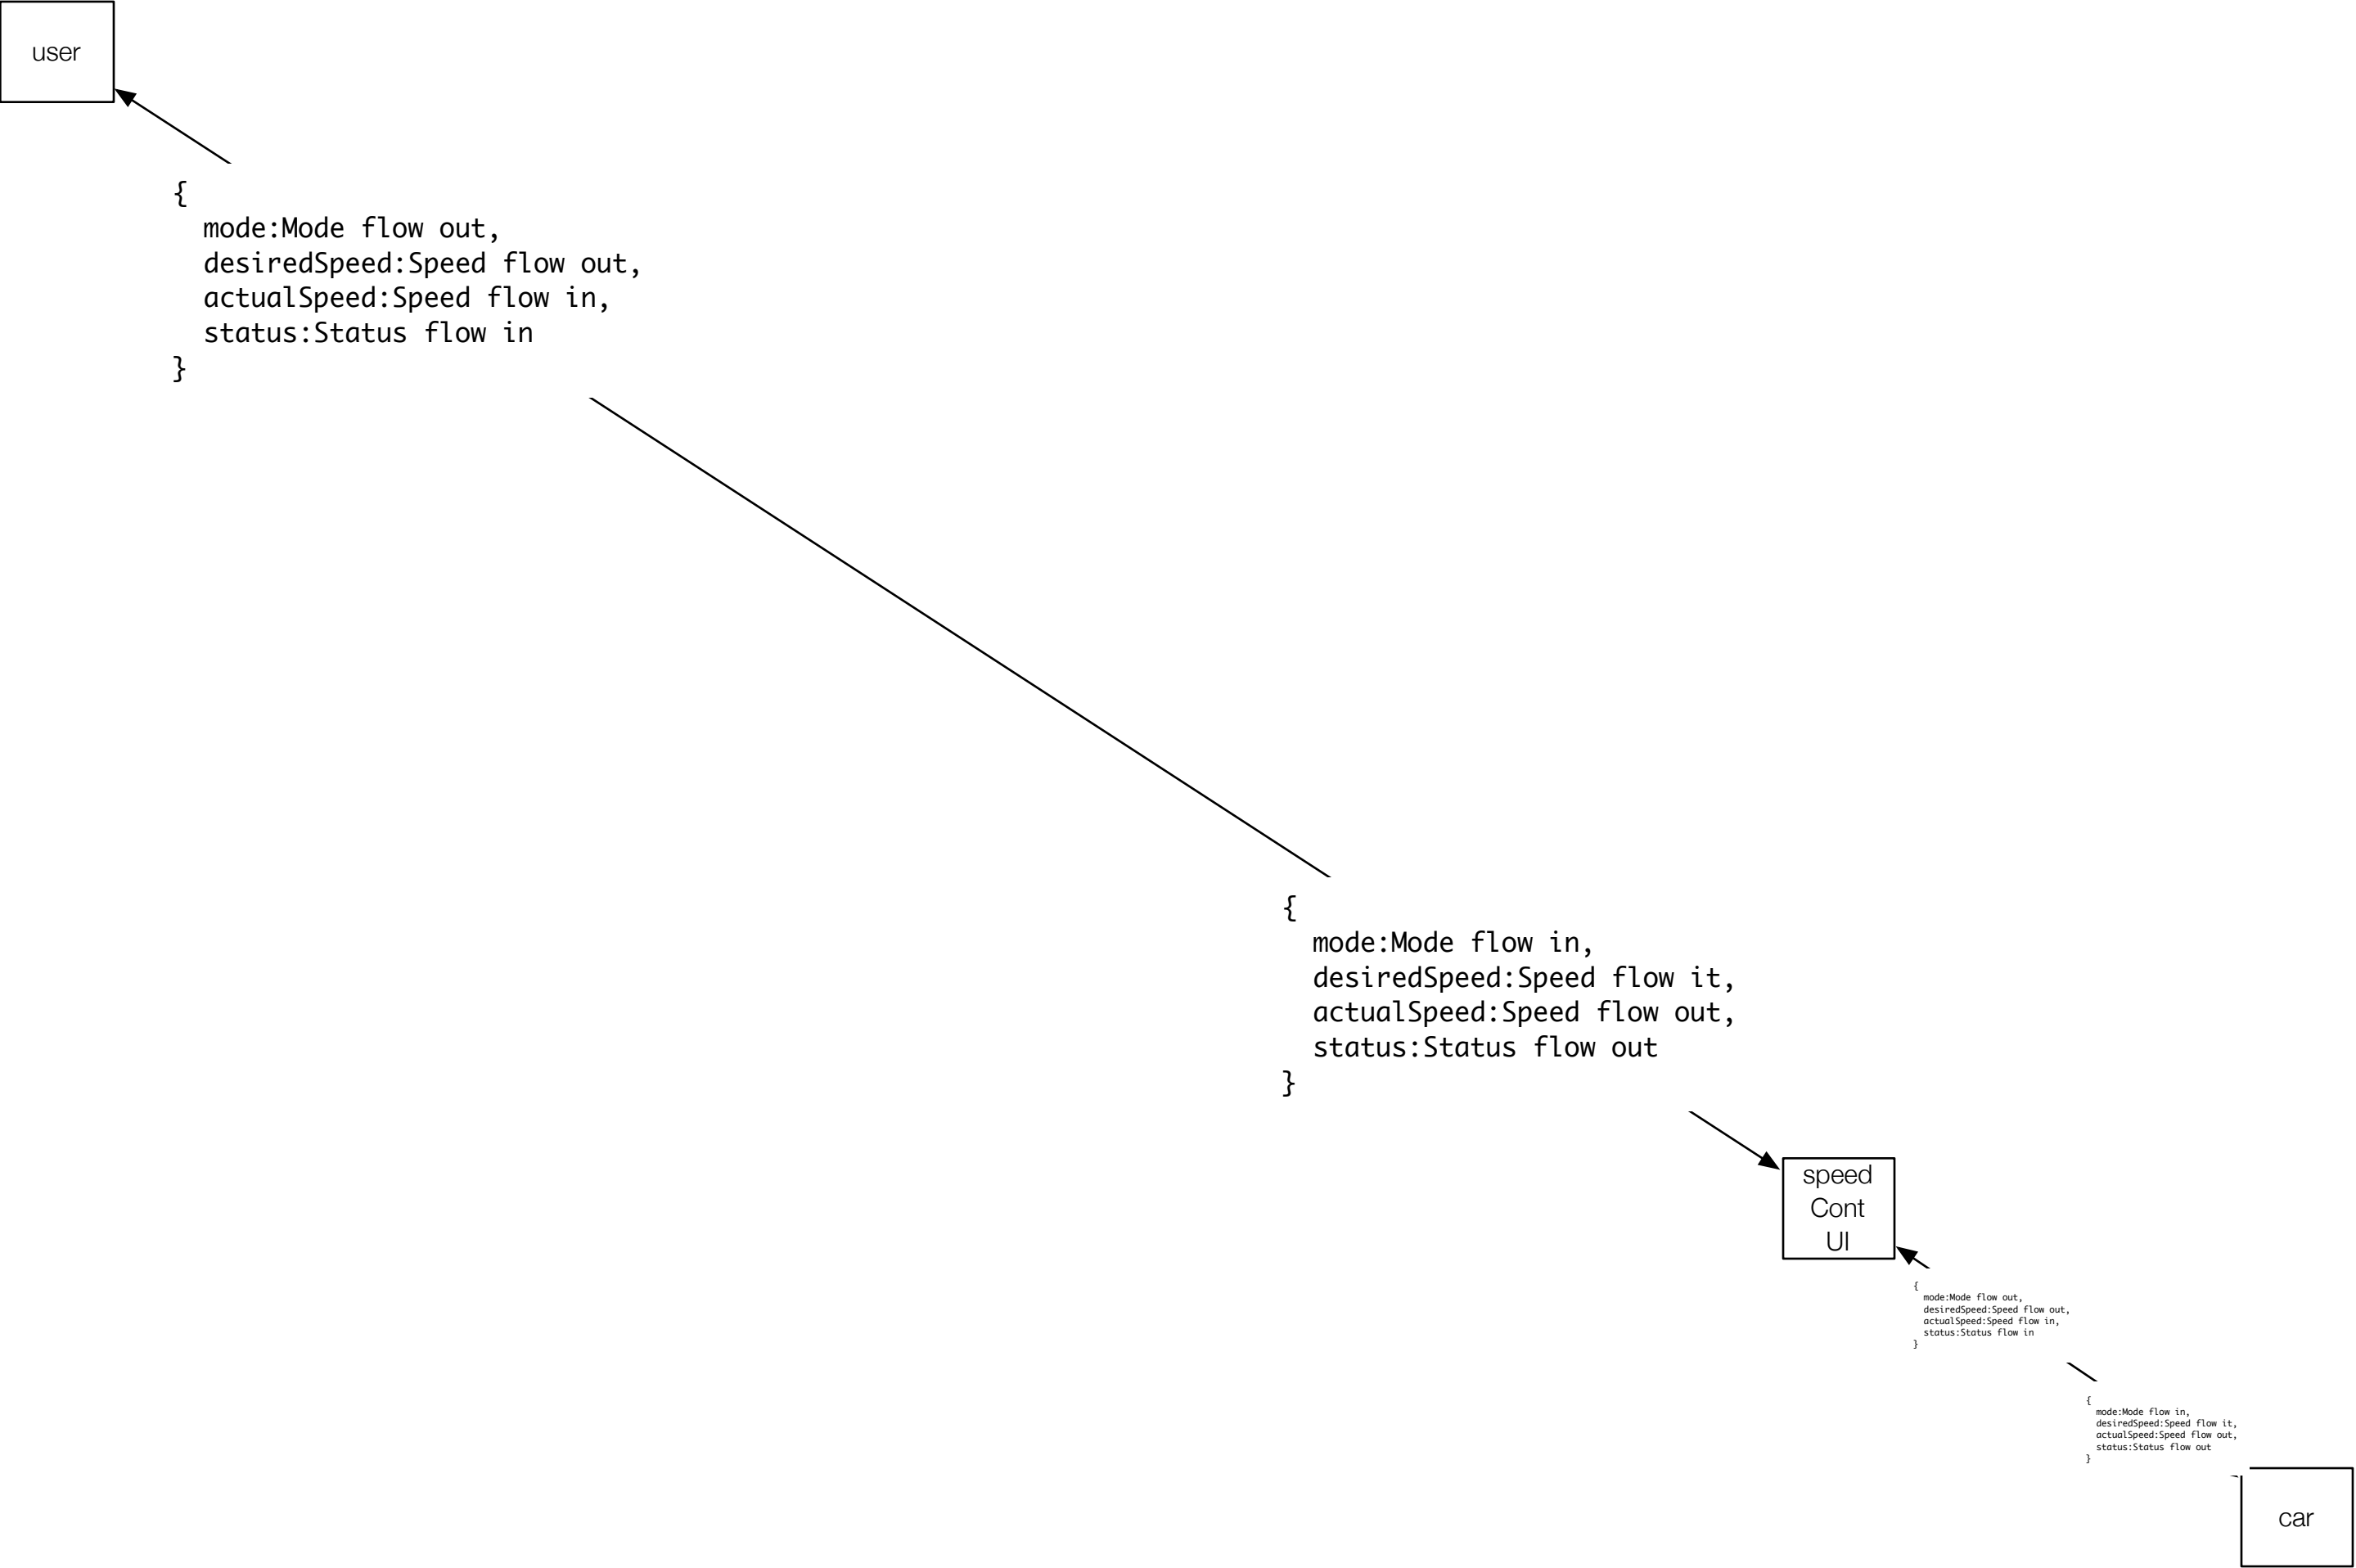 user
{
mode:Mode flow out,
desiredSpeed:Speed flow out,
actualSpeed:Speed flow in,
status:Status flow in
}
{
mode:Mode flow in,
desiredSpeed:Speed flow it,
actualSpeed:Speed flow out,
status:Status flow out
}
speed
Cont
UI
{
mode:Mode flow out,
desiredSpeed:Speed flow out,
actualSpeed:Speed flow in,
status:Status flow in
}
{
mode:Mode flow in,
desiredSpeed:Speed flow it,
actualSpeed:Speed flow out,
status:Status flow out
}
car